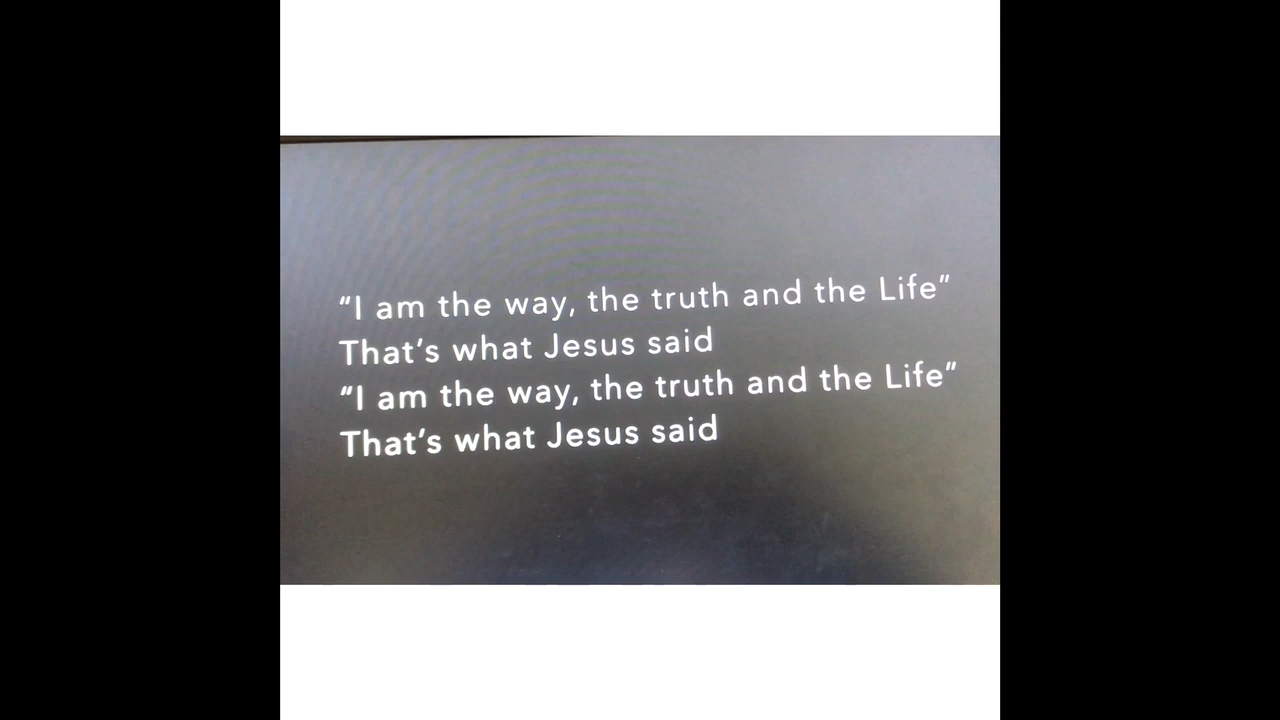 “I am the way, the truth and the Life”
That’s what Jesus said
“I am the way, the truth and the Life”
That’s what Jesus said